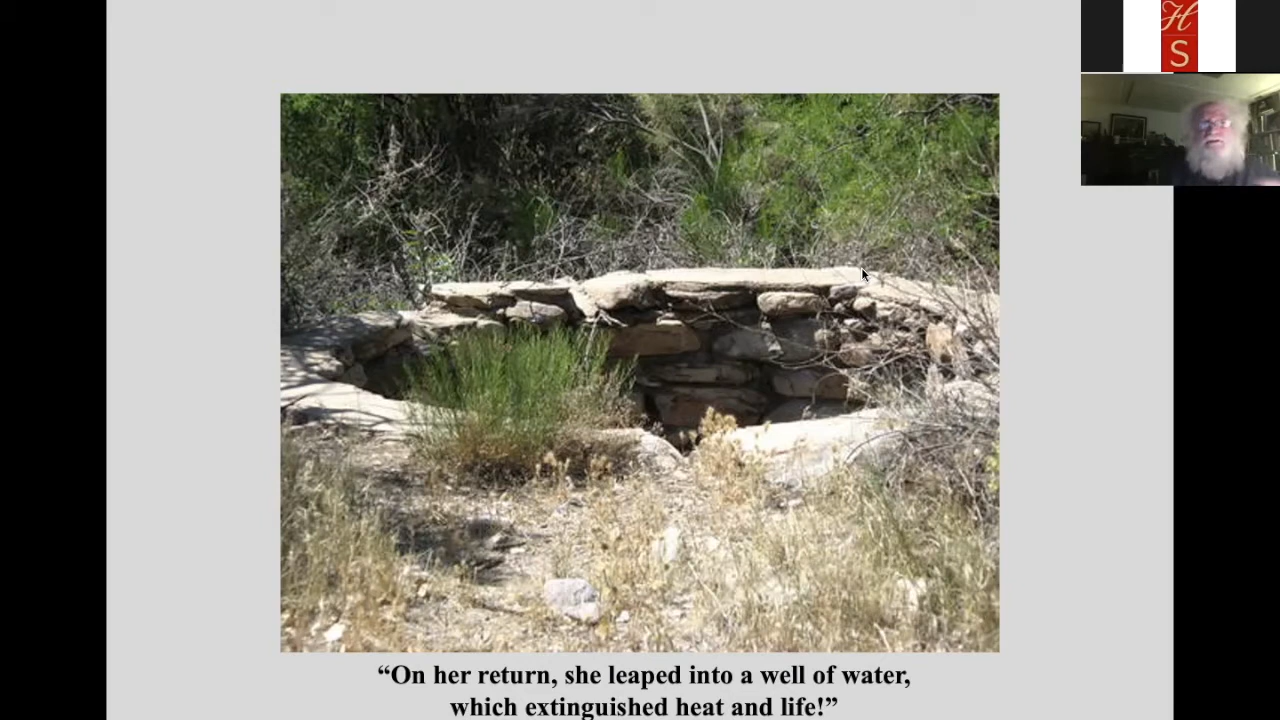 H
S
“On her return, she leaped into a well of water,
which extinguished heat and life!”